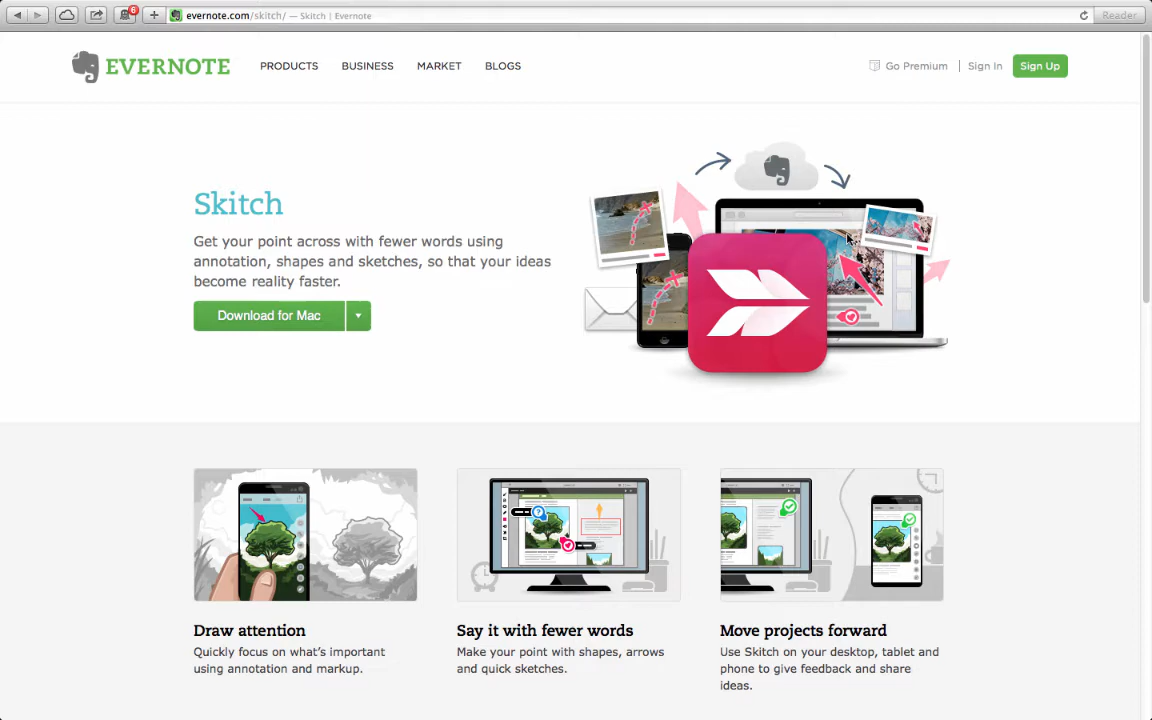 6
evernote.com/skitch/ — Skitch | Evernote
Reader
EVERNOTE
PRODUCTS
BUSINESS
MARKET
BLOGS
Go Premium
Sign In
Sign Up
Skitch
Get your point across with fewer words using
annotation, shapes and sketches, so that your ideas
become reality faster.
Download for Mac
Draw attention
Quickly focus on what's important
using annotation and markup.
Say it with fewer words
Make your point with shapes, arrows
and quick sketches.
Move projects forward
Use Skitch on your desktop, tablet and
phone to give feedback and share
ideas.